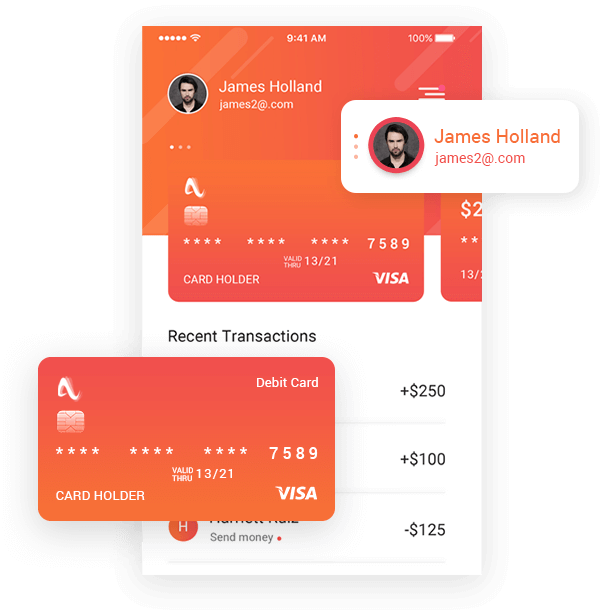 9:41 AM
100%
James Holland
james2@.com
James Holland
james2@.com
**** **** **** 7589
VALID THRU 13/21
CARD HOLDER
VISA
$2
**
13/2
Recent Transactions
+$250
+$100
Debit Card
**** **** **** 7589
VALID THRU 13/21
CARD HOLDER
VISA
H
Send money
-$125